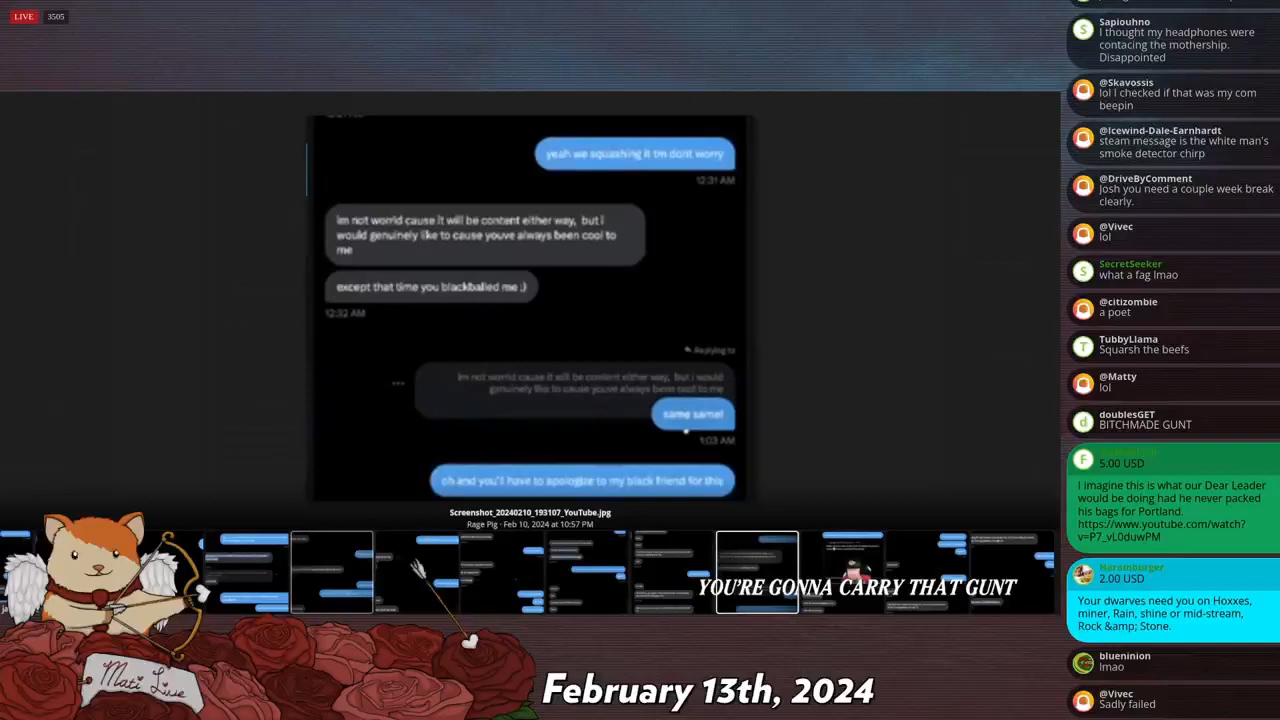 LIVE 3505
yeah we squashing it tm dont worry
12:31 AM
Im not worrid cause it will be content either way, but i
would genuinely like to cause youve always been cool to
me
except that time you blackballed me ;)
12:32 AM
Replying to
Im not worrid cause it will be content either way, but i would
genuinely like to cause youve always been cool to me
same same!
1:03 AM
oh and you'll have to apologize to my black friend for this
Screenshot_20240210_193107_YouTube.jpg
Rage Pig · Feb 10, 2024 at 10:57 PM
YOU'RE GONNA CARRY THAT GUNT
Mati Live
February 13th, 2024
Sapiouhno
I thought my headphones were
contacing the mothership.
Disappointed
@Skavossis
lol I checked if that was my com
beepin
@Icewind-Dale-Earnhardt
steam message is the white man's
smoke detector chirp
@DriveByComment
josh you need a couple week break
clearly.
@Vivec
lol
SecretSeeker
what a fag lmao
@citizombie
a poet
TubbyLlama
Squarsh the beefs
@Matty
lol
doublesGET
BITCHMADE GUNT
5.00 USD
I imagine this is what our Dear Leader
would be doing had he never packed
his bags for Portland.
https://www.youtube.com/watch?
v=P7_vL0duwPM
Haramburger
2.00 USD
Your dwarves need you on Hoxxes,
miner, Rain, shine or mid-stream,
Rock &amp; Stone.
blueninion
lmao
@Vivec
Sadly failed